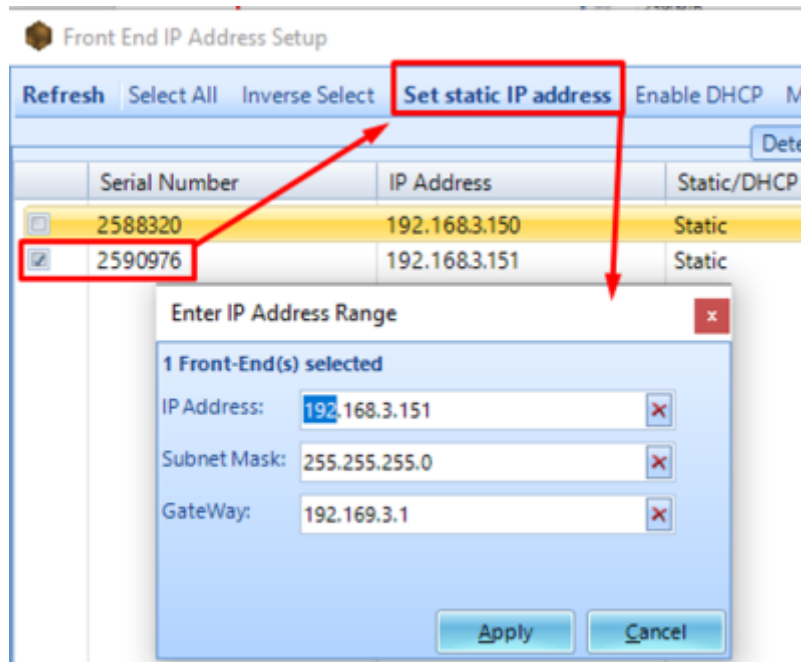 Front End IP Address Setup
Refresh Select All Inverse Select Set static IP address Enable DHCP M
Dete
Serial Number IP Address Static/DHCP
2588320 192.168.3.150 Static
2590976 192.168.3.151 Static
Enter IP Address Range
x
1 Front-End(s) selected
IP Address: 192.168.3.151
Subnet Mask: 255.255.255.0
GateWay: 192.169.3.1
Apply Cancel